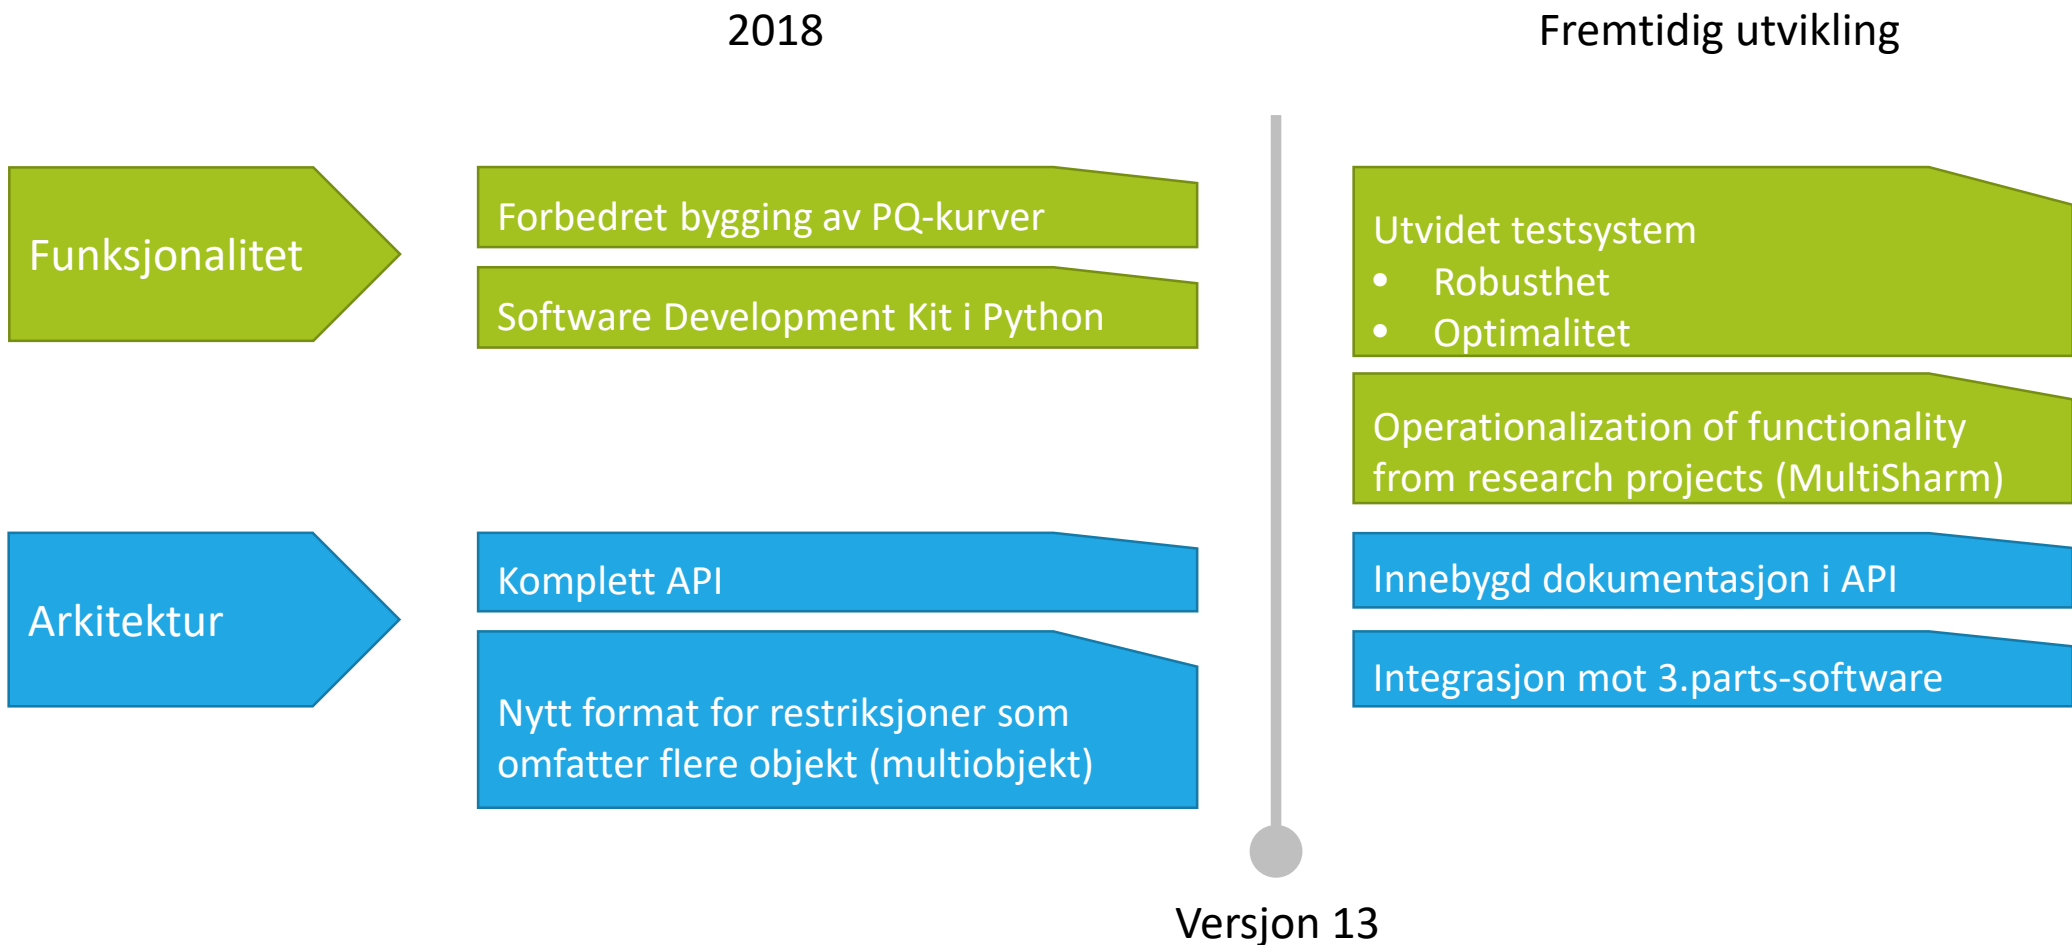 2018
Fremtidig utvikling
Funksjonalitet
Forbedret bygging av PQ-kurver
Software Development Kit i Python
Utvidet testsystem
• Robusthet
• Optimalitet
Operationalization of functionality
from research projects (MultiSharm)
Arkitektur
Komplett API
Nytt format for restriksjoner som
omfatter flere objekt (multiobjekt)
Innebygd dokumentasjon i API
Integrasjon mot 3.parts-software
Versjon 13